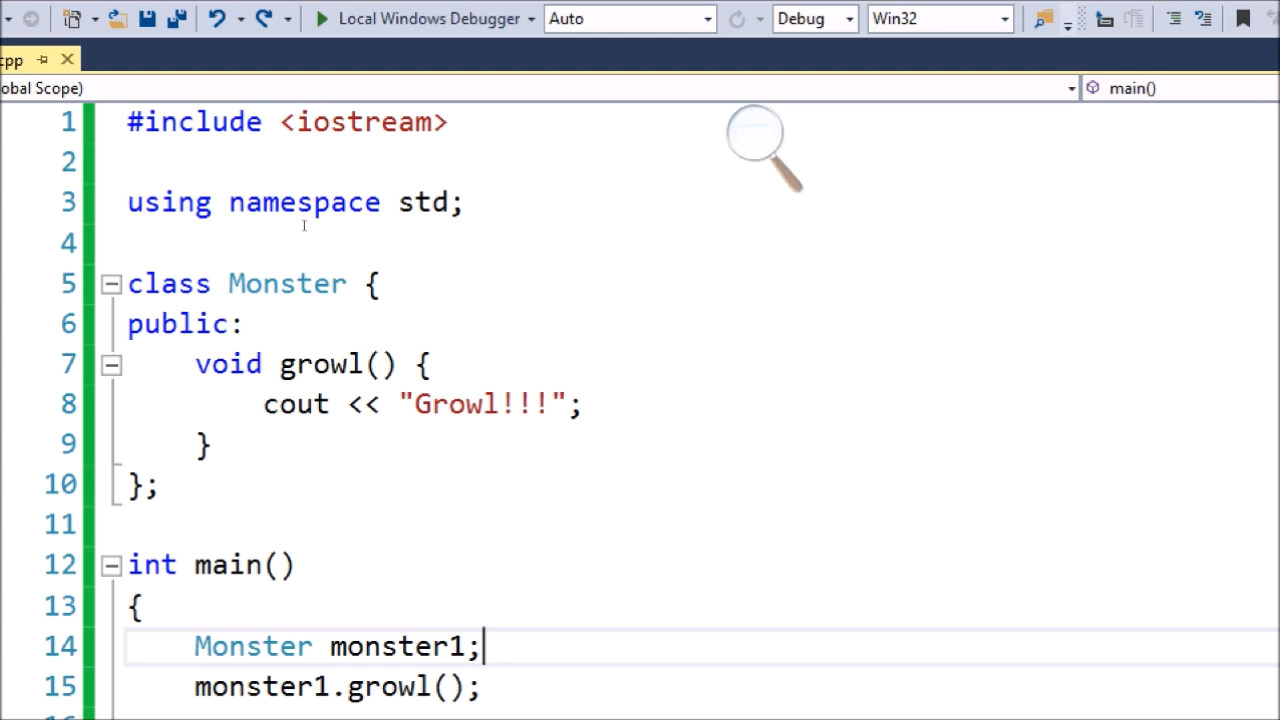 Local Windows Debugger Auto Debug Win32
cpp
obal Scope) main()
1 #include <iostream>
2
3 using namespace std;
4
5 class Monster {
6 public:
7 void growl() {
8 cout << "Growl!!!";
9 }
10 };
11
12 int main()
13 {
14 Monster monster1;
15 monster1.growl();